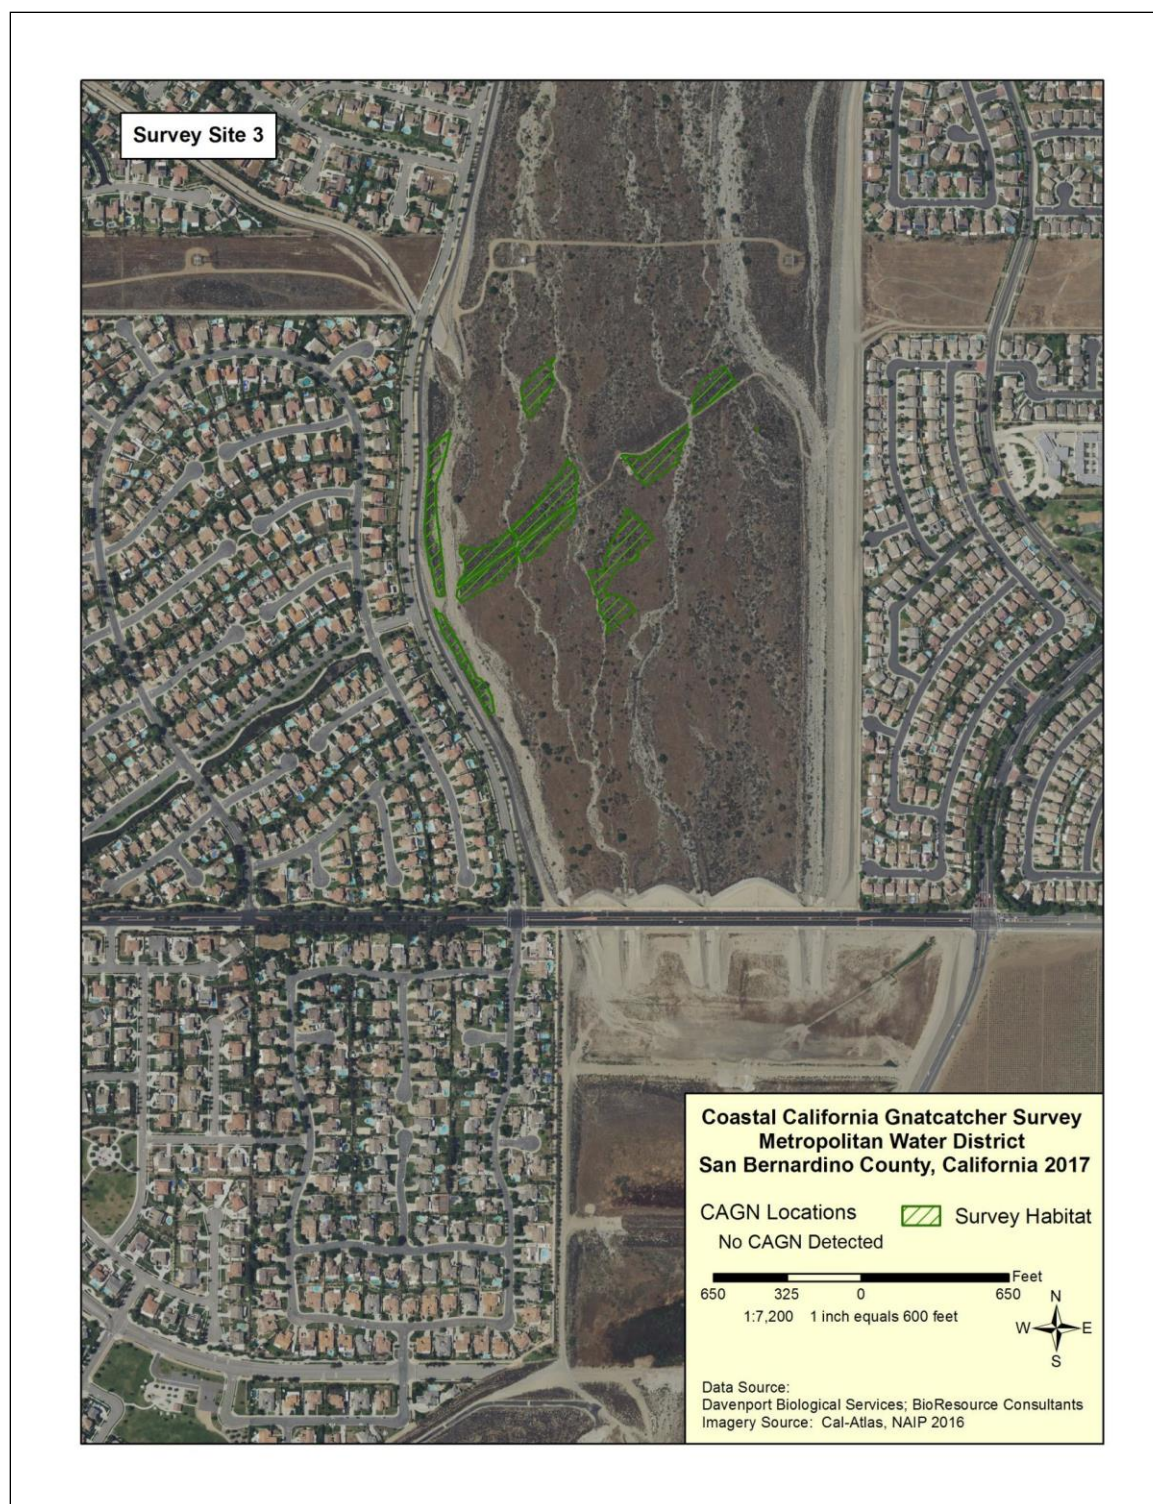 Survey Site 3
Coastal California Gnatcatcher Survey
Metropolitan Water District
San Bernardino County, California 2017
CAGN Locations
Survey Habitat
No CAGN Detected
Feet
650 325 0 650
1:7,200 1 inch equals 600 feet
N
W E
S
Data Source:
Davenport Biological Services; BioResource Consultants
Imagery Source: Cal-Atlas, NAIP 2016